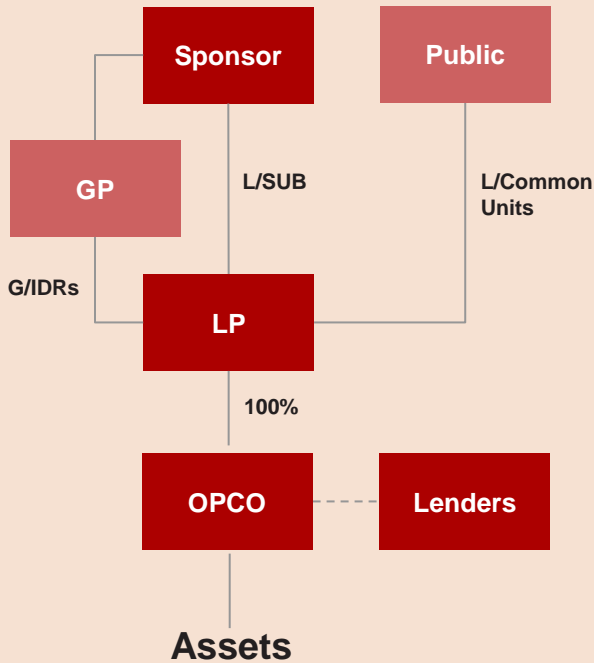 Sponsor
Public
GP
L/SUB
L/Common
Units
G/IDRs
LP
100%
OPCO
Lenders
Assets